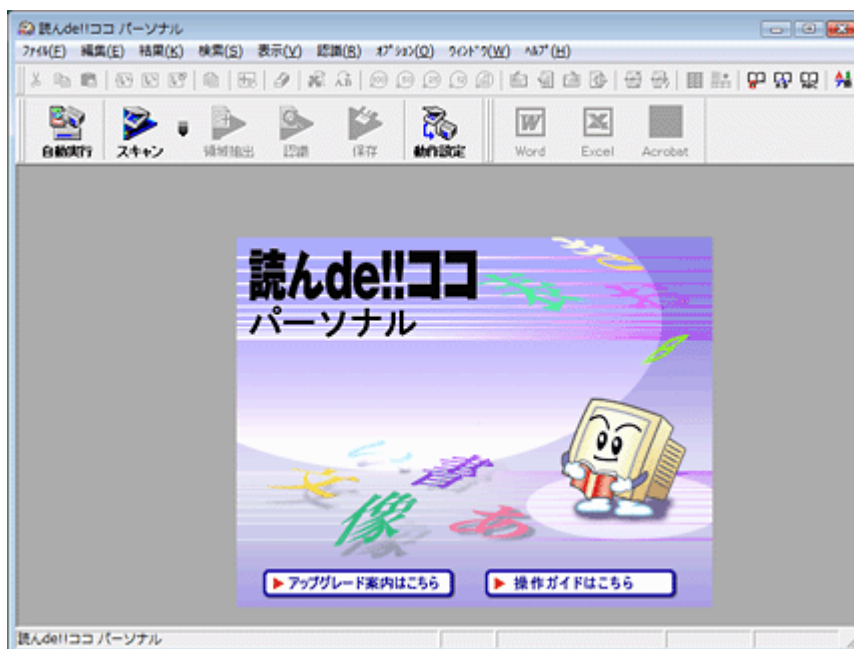 読んde!!ココ パーソナル
ファイル(F) 編集(E) 結果(K) 検索(S) 表示(V) 認識(R) オプション(O) ウィンドウ(W) ヘルプ(H)
自動実行 スキャン 領域抽出 認識 保存 動作設定 Word Excel Acrobat
読んde!!ココ
パーソナル
書
像 あ
アップグレード案内はこちら 操作ガイドはこちら
読んde!!ココ パーソナル